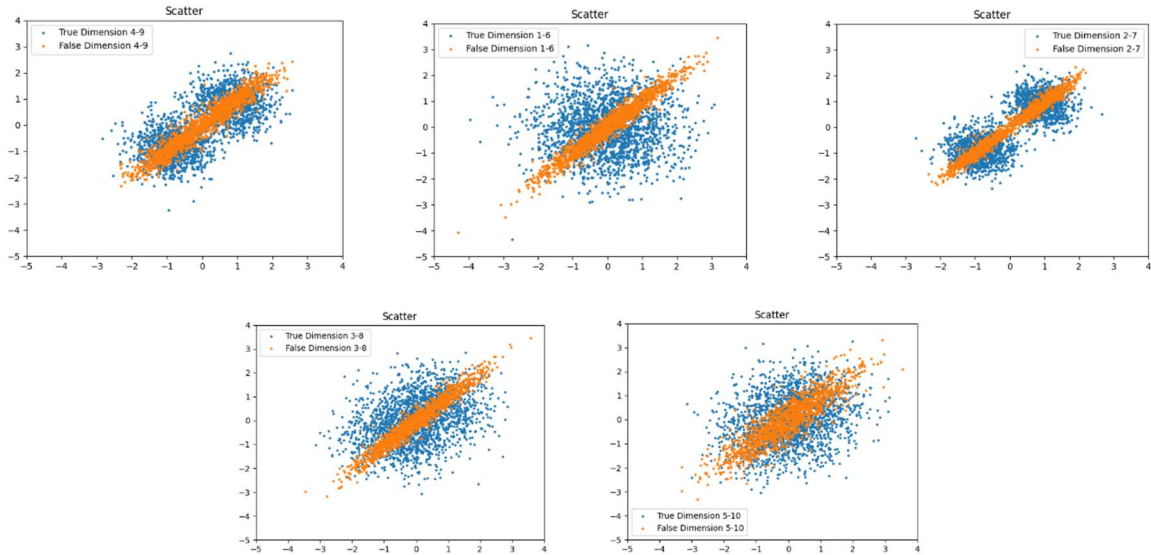 Scatter
True Dimension 4-9
False Dimension 4-9
4
3
2
1
0
−1
−2
−3
−4
−5
−5 −4 −3 −2 −1 0 1 2 3 4
Scatter
True Dimension 1-6
False Dimension 1-6
4
3
2
1
0
−1
−2
−3
−4
−5
−5 −4 −3 −2 −1 0 1 2 3 4
Scatter
True Dimension 2-7
False Dimension 2-7
4
3
2
1
0
−1
−2
−3
−4
−5
−5 −4 −3 −2 −1 0 1 2 3 4
Scatter
True Dimension 3-8
False Dimension 3-8
4
3
2
1
0
−1
−2
−3
−4
−5
−5 −4 −3 −2 −1 0 1 2 3 4
Scatter
4
3
2
1
0
−1
−2
−3
−4
−5
True Dimension 5-10
False Dimension 5-10
−5 −4 −3 −2 −1 0 1 2 3 4